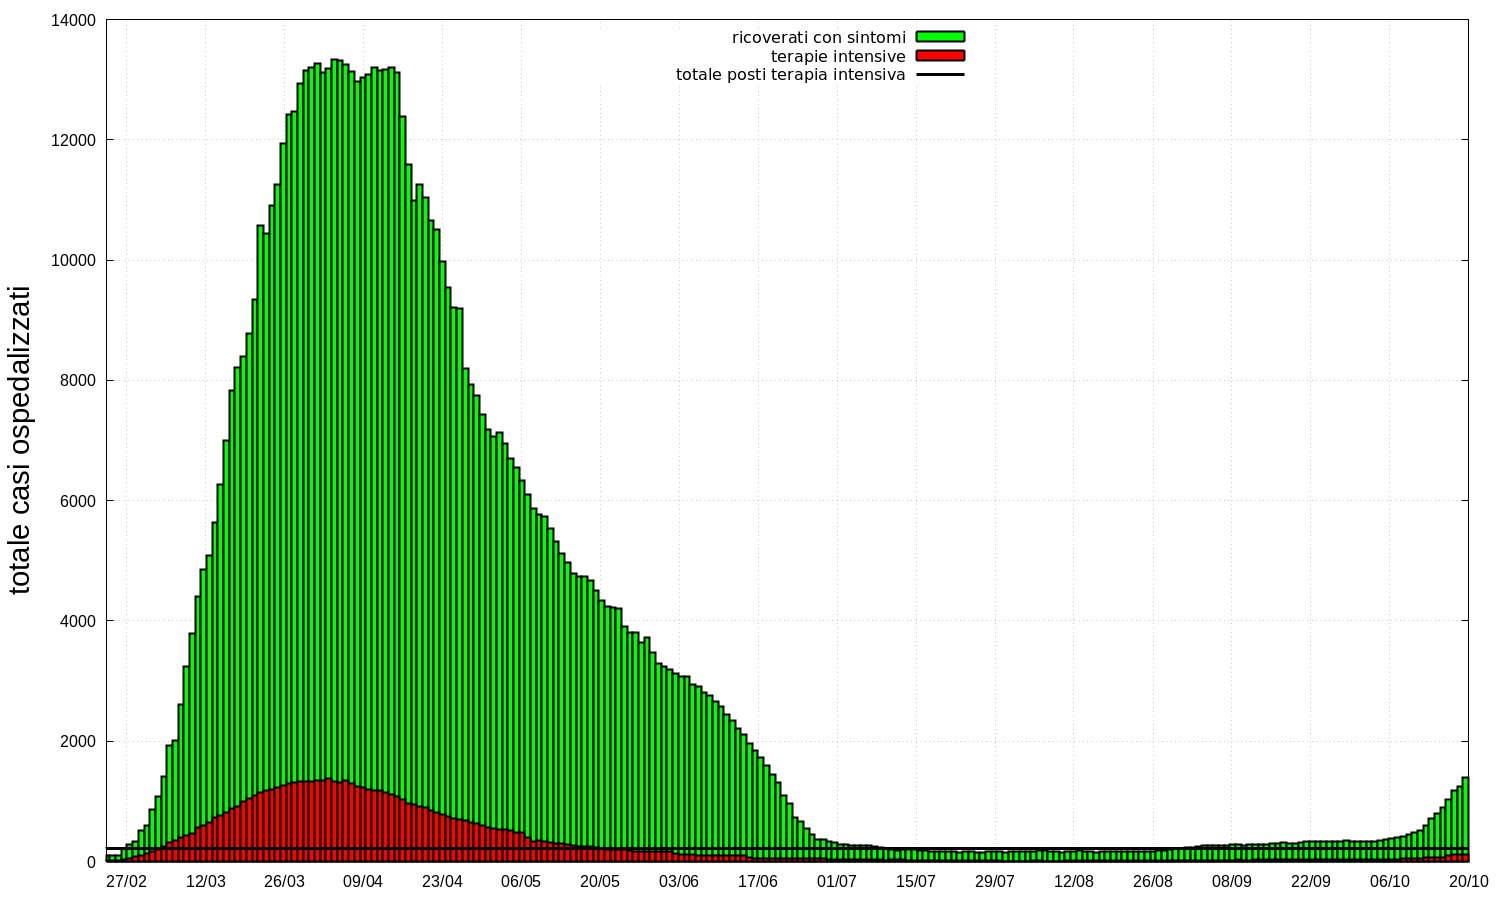 14000
12000
10000
8000
6000
4000
2000
0
totale casi ospedalizzati
ricoverati con sintomi
terapie intensive
totale posti terapia intensiva
27/02 12/03 26/03 09/04 23/04 06/05 20/05 03/06 17/06 01/07 15/07 29/07 12/08 26/08 08/09 22/09 06/10 20/10